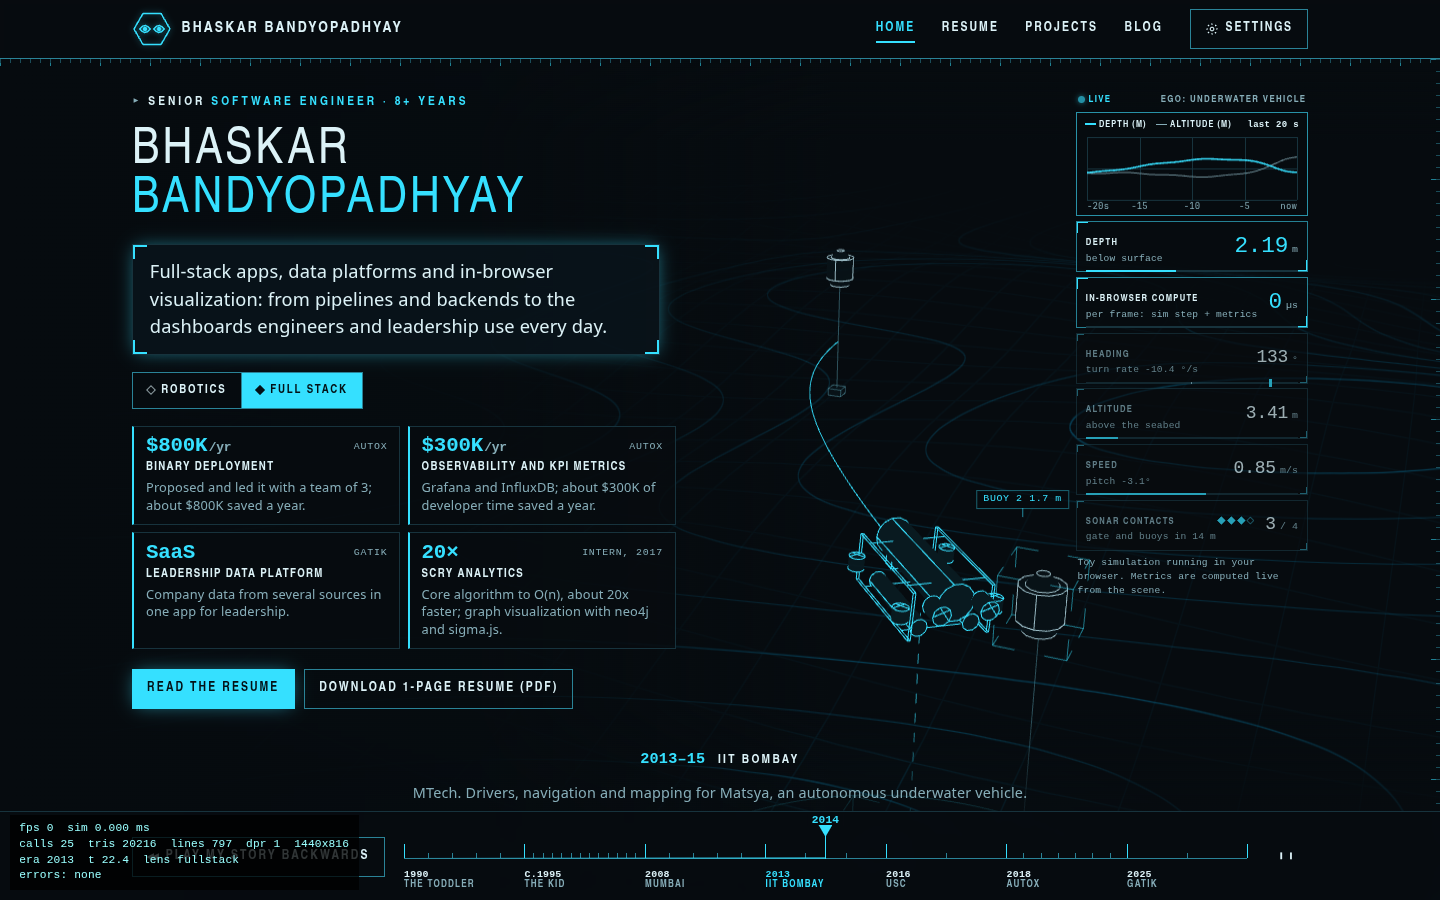 BHASKAR BANDYOPADHYAY
HOME RESUME PROJECTS BLOG SETTINGS
SENIOR SOFTWARE ENGINEER · 8+ YEARS
BHASKAR
BANDYOPADHYAY
Full-stack apps, data platforms and in-browser
visualization: from pipelines and backends to the
dashboards engineers and leadership use every day.
◇ ROBOTICS ◆ FULL STACK
$800K/yr AUTOX
BINARY DEPLOYMENT
Proposed and led it with a team of 3;
about $800K saved a year.
$300K/yr AUTOX
OBSERVABILITY AND KPI METRICS
Grafana and InfluxDB; about $300K of
developer time saved a year.
SaaS GATIK
LEADERSHIP DATA PLATFORM
Company data from several sources in
one app for leadership.
20× INTERN, 2017
SCRY ANALYTICS
Core algorithm to O(n), about 20x
faster; graph visualization with neo4j
and sigma.js.
READ THE RESUME DOWNLOAD 1-PAGE RESUME (PDF)
LIVE EGO: UNDERWATER VEHICLE
DEPTH (M) ALTITUDE (M) last 20 s
-20s -15 -10 -5 now
DEPTH 2.19 m
below surface
IN-BROWSER COMPUTE 0 µs
per frame: sim step + metrics
HEADING 133 °
turn rate -10.4 °/s
ALTITUDE 3.41 m
above the seabed
SPEED 0.85 m/s
pitch -3.1°
SONAR CONTACTS ◆◆◆◇ 3 / 4
gate and buoys in 14 m
Toy simulation running in your
browser. Metrics are computed live
from the scene.
BUOY 2 1.7 m
2013–15 IIT BOMBAY
MTech. Drivers, navigation and mapping for Matsya, an autonomous underwater vehicle.
fps 0 sim 0.000 ms
calls 25 tris 20216 lines 797 dpr 1 1440x816
era 2013 t 22.4 lens fullstack
errors: none
PLAY MY STORY BACKWARDS
2014
1990 C.1995 2008 2013 2016 2018 2025
THE TODDLER THE KID MUMBAI IIT BOMBAY USC AUTOX GATIK